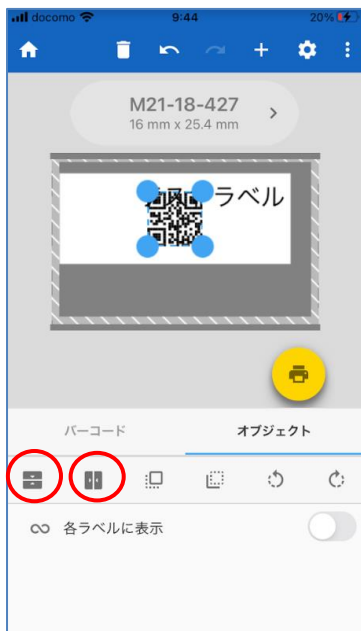 docomo
9:44
20%
M21-18-427
16 mm x 25.4 mm
ラベル
バーコード
オブジェクト
各ラベルに表示